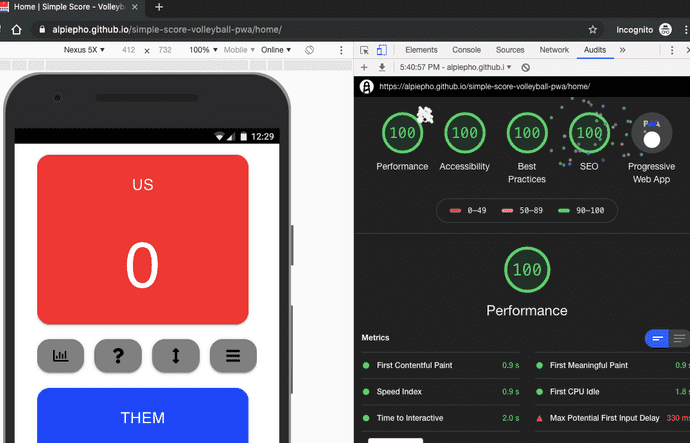 Home | Simple Score - Volleyb
Incognito
alpiepho.github.io/simple-score-volleyball-pwa/home/
Nexus 5X ▼ 412 × 732 100% ▼ Mobile ▼ Online ▼
Elements Console Sources Network Audits »
5:40:57 PM - alpiepho.github.i ▼
https://alpiepho.github.io/simple-score-volleyball-pwa/home/
12:29
US
0
THEM
100 100 100 100
Performance Accessibility Best Practices SEO Progressive Web App
0–49 50–89 90–100
100
Performance
Metrics
First Contentful Paint 0.9 s
First Meaningful Paint 0.9
Speed Index 0.9 s
First CPU Idle 1.8
Time to Interactive 2.0 s
Max Potential First Input Delay 330 ms